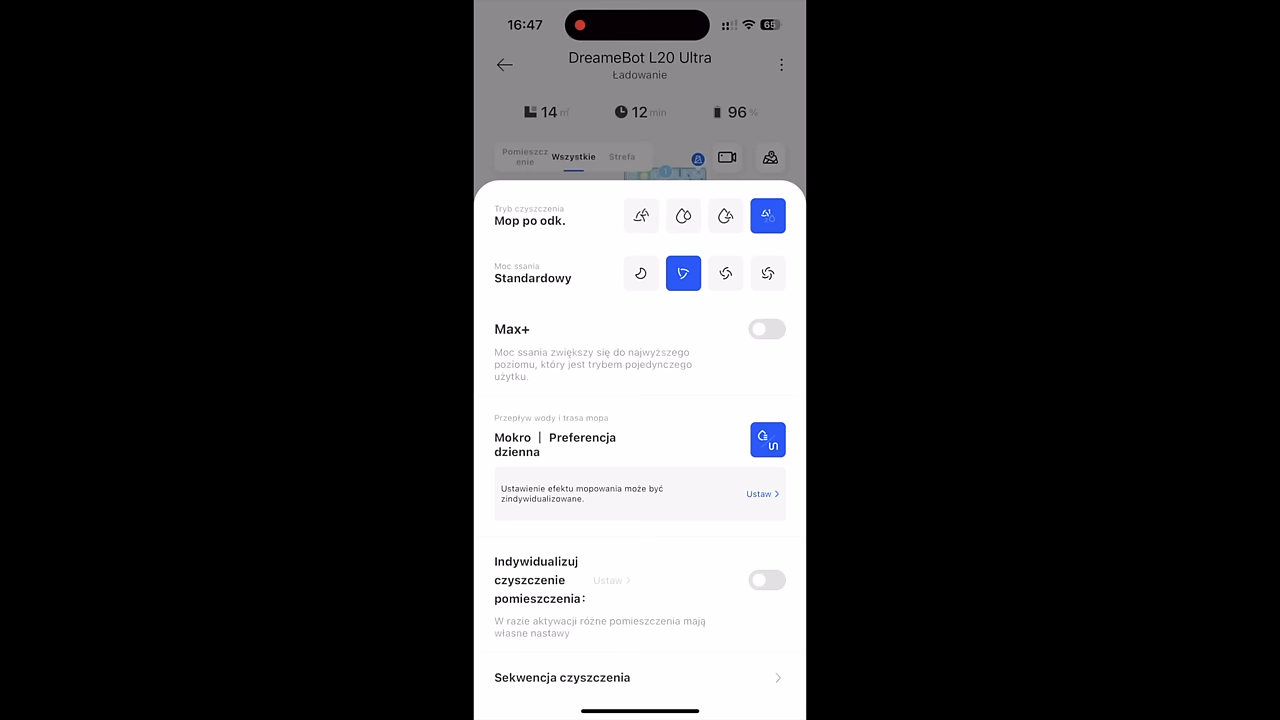 16:47
65
DreameBot L20 Ultra
Ładowanie
14 m²
12 min
96 %
Pomieszcz
enie
Wszystkie
Strefa
Tryb czyszczenia
Mop po odk.
Moc ssania
Standardowy
Max+
Moc ssania zwiększy się do najwyższego
poziomu, który jest trybem pojedynczego
użytku.
Przepływ wody i trasa mopa
Mokro | Preferencja
dzienna
Ustawienie efektu mopowania może być
zindywidualizowane.
Ustaw >
Indywidualizuj
czyszczenie
pomieszczenia:
Ustaw >
W razie aktywacji różne pomieszczenia mają
własne nastawy
Sekwencja czyszczenia